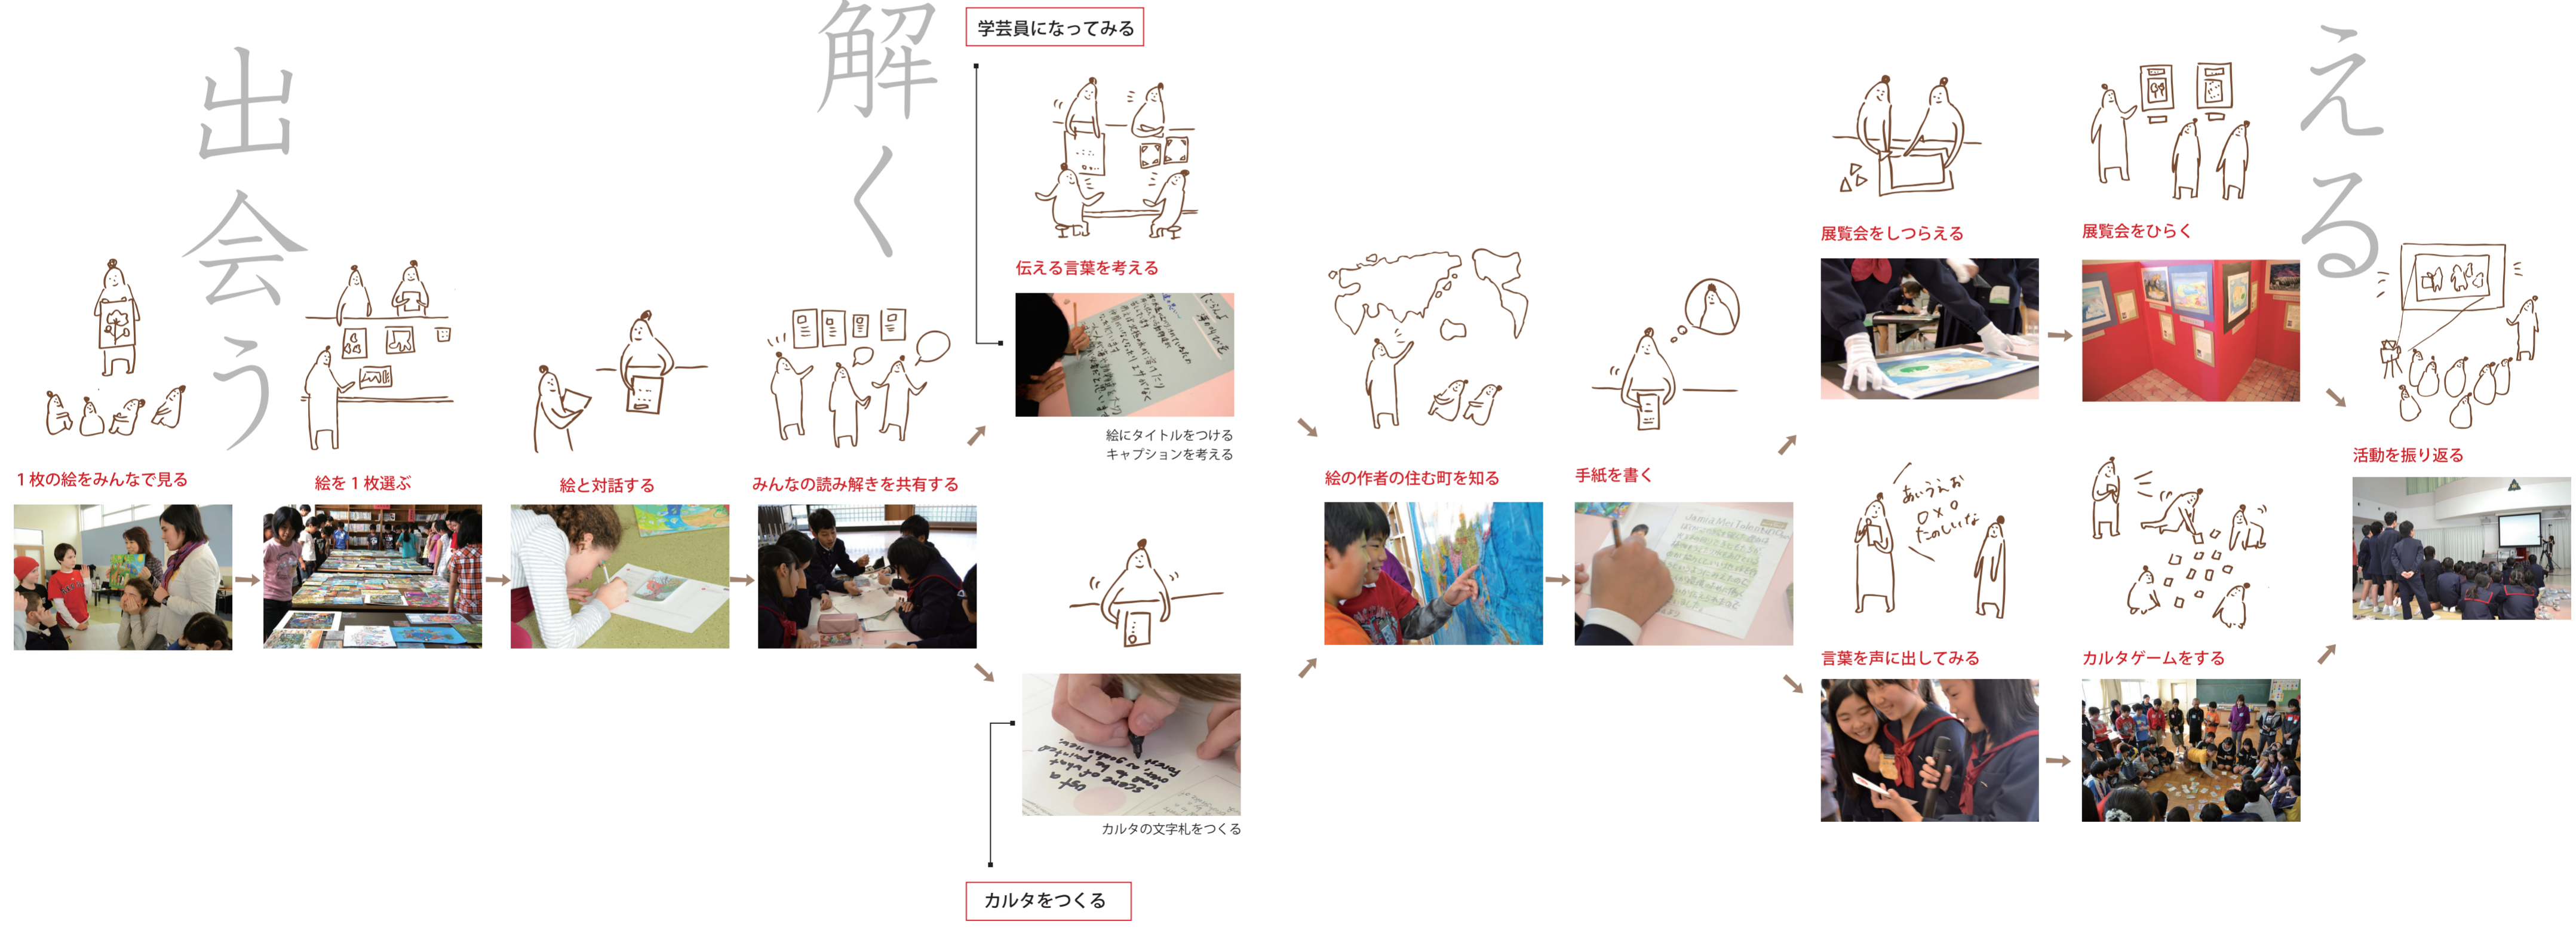 出会う
解く
える
学芸員になってみる
1枚の絵をみんなで見る
絵を1枚選ぶ
絵と対話する
みんなの読み解きを共有する
伝える言葉を考える
絵にタイトルをつける
キャプションを考える
カルタの文字札をつくる
カルタをつくる
絵の作者の住む町を知る
手紙を書く
展覧会をしつらえる
展覧会をひらく
あいうえお
○×○
たのしいな
言葉を声に出してみる
カルタゲームをする
活動を振り返る